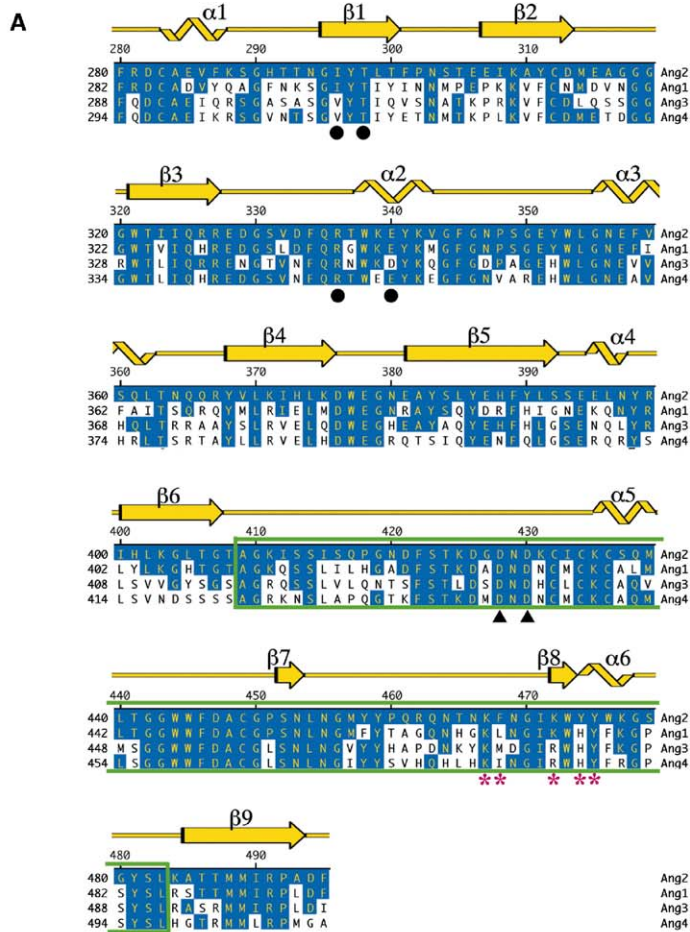 A
α1 β1 β2
280 290 300 310
280 FRDCAEVFKSGHTTNGIYTLTFPNSTEEIKAYCDMEAGGG Ang2
282 FRDCADVYQAGFNKSGIYTIYINNMPEPKKVFCNMDVNGG Ang1
288 FQDCAEIQRSGASASGVYTIQVSNATKPRKVFCDLQSSGG Ang3
294 FQDCAEIKRSGVNTSGVYTIYETNMTKPLKVFCDMETDGG Ang4
β3 α2 α3
320 330 340 350
320 GWTIIQRREDGSVDFQRTWKEYKVGFGNPSGEYWLGNEFV Ang2
322 GWTVIQHREDGSLDFQRGWKEYKMGFGNPSGEYWLGNEFI Ang1
328 RWTLIQRRENGTVNFQRNWKDYKQGFGDPAGEHWLGNEVV Ang3
334 GWTLIQHREDGSVNFQRTWEEYKEGFGNVAREHWLGNEAV Ang4
β4 β5 α4
360 370 380 390
360 SQLTNQQRYVLKIHLKDWEGNEAYSLYEHFYLSSEELNYR Ang2
362 FAITSQRQYMLRIELMDWEGNRAYSQYDRFHIGNEKQNYR Ang1
368 HQLTRRAAYSLRVELQDWEGHEAYAQYEHFHLGSENQLYR Ang3
374 HRLTSRTAYLLRVELHDWEGRQTSIQYENFQLGSERQRYS Ang4
β6 α5
400 410 420 430
400 IHLKGLTGTAGKISSISQPGNDFSTKDGDNDKCICKCSQM Ang2
402 LYLKGHTGTAGKQSSLILHGADFSTKDADNDNCMCKCALM Ang1
408 LSVVGYSGSAGRQSSLVLQNTSFSTLDSDNDHCLCKCAQV Ang3
414 LSVNDSSSSAGRKNSLAPQGTKFSTKDMDNDNCMCKCAQM Ang4
β7 β8 α6
440 450 460 470
440 LTGGWWFDACGPSNLNGMYYPQRQNTNKFNGIKWYYWKGS Ang2
442 LTGGWWFDACGPSNLNGMFYTAGQNHGKLNGIKWHYFKGP Ang1
448 MSGGWWFDACGLSNLNGVYYHAPDNKYKMDGIRWHYFKGP Ang3
454 LSGGWWFDACGPSNLNGIYYSVHQHLHKINGIRWHYFRGP Ang4
** * **
β9
480 490
480 GYSLKATTMMIRPADF Ang2
482 SYSLRSTTMMIRPLDF Ang1
488 SYSLRASRMMIRPLDI Ang3
494 SYSLHGTRMMLRPMGA Ang4